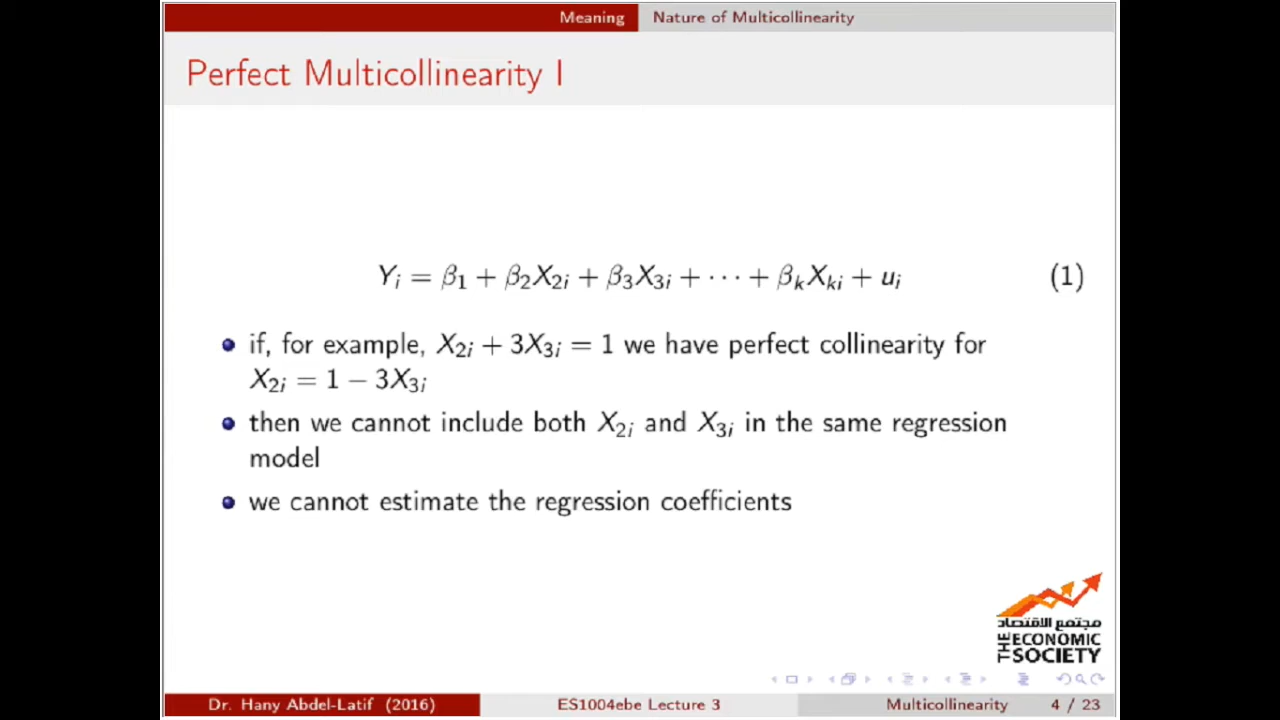 Meaning Nature of Multicollinearity
Perfect Multicollinearity I
Yᵢ = β₁ + β₂X₂ᵢ + β₃X₃ᵢ + ⋯ + βₖXₖᵢ + uᵢ (1)
if, for example, X₂ᵢ + 3X₃ᵢ = 1 we have perfect collinearity for
X₂ᵢ = 1 − 3X₃ᵢ
then we cannot include both X₂ᵢ and X₃ᵢ in the same regression
model
we cannot estimate the regression coefficients
مجتمع الاقتصاد
THE ECONOMIC
SOCIETY
Dr. Hany Abdel-Latif (2016) ES1004ebe Lecture 3 Multicollinearity 4 / 23